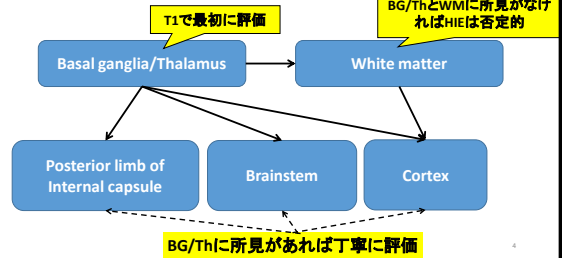 T1で最初に評価
BG/ThとWMに所見がなけ
ればHIEは否定的
Basal ganglia/Thalamus
White matter
Posterior limb of
Internal capsule
Brainstem
Cortex
BG/Thに所見があれば丁寧に評価
4